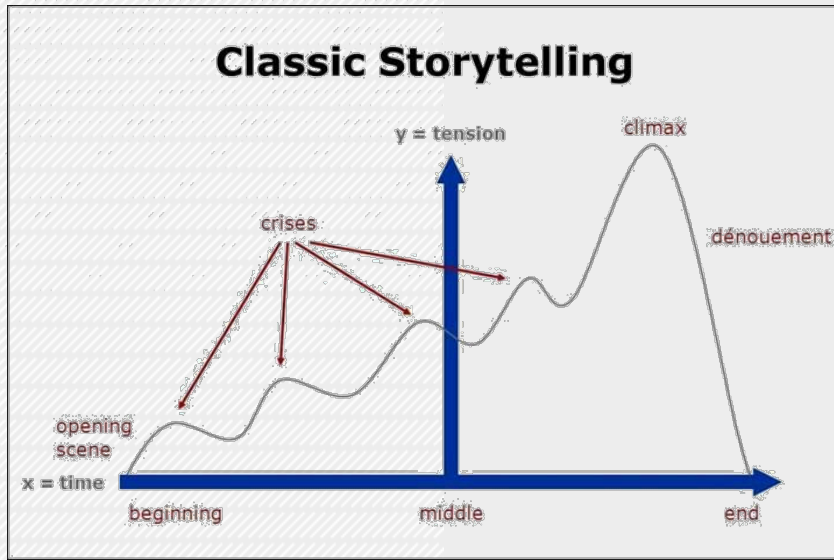 Classic Storytelling
y = tension
climax
crises
dénouement
opening
scene
x = time
beginning
middle
end